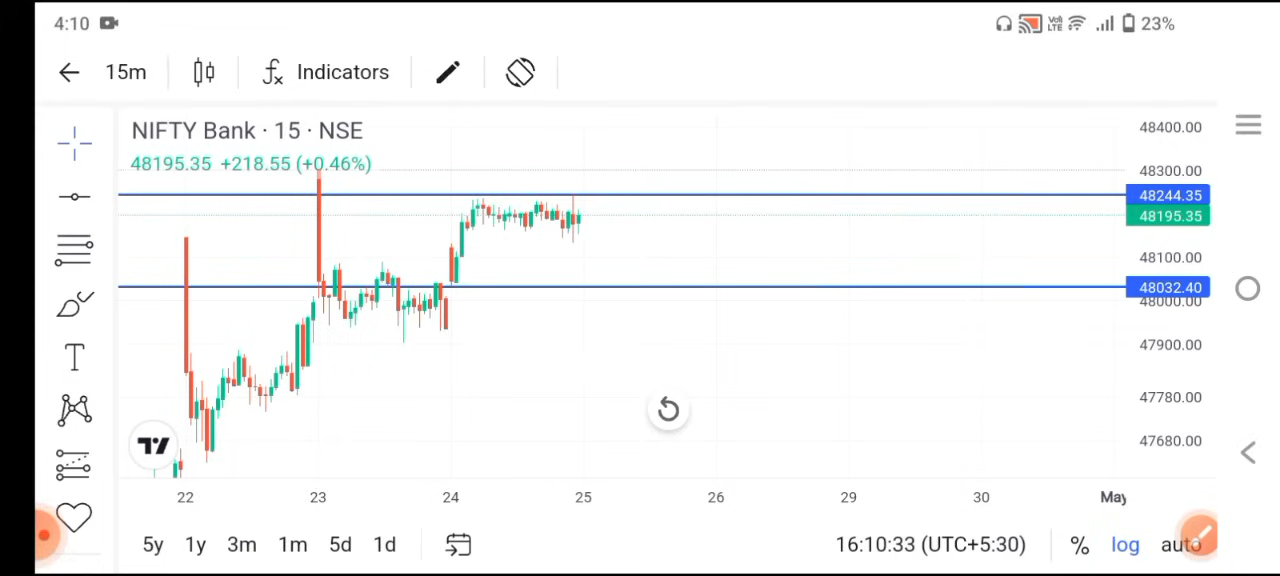 4:10 Vol LTE 23%
15m Indicators
NIFTY Bank · 15 · NSE
48195.35 +218.55 (+0.46%)
48400.00
48300.00
48244.35
48195.35
48100.00
48032.40
48000.00
47900.00
47780.00
47680.00
22 23 24 25 26 29 30 May
5y 1y 3m 1m 5d 1d 16:10:33 (UTC+5:30) % log auto